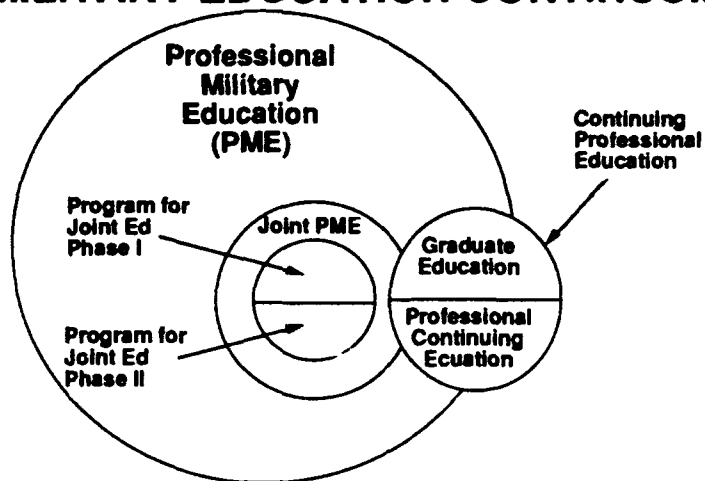 Professional
Military
Education
(PME)
Continuing
Professional
Education
Program for
Joint Ed
Phase I
Joint PME
Graduate
Education
Program for
Joint Ed
Phase II
Professional
Continuing
Ecuation